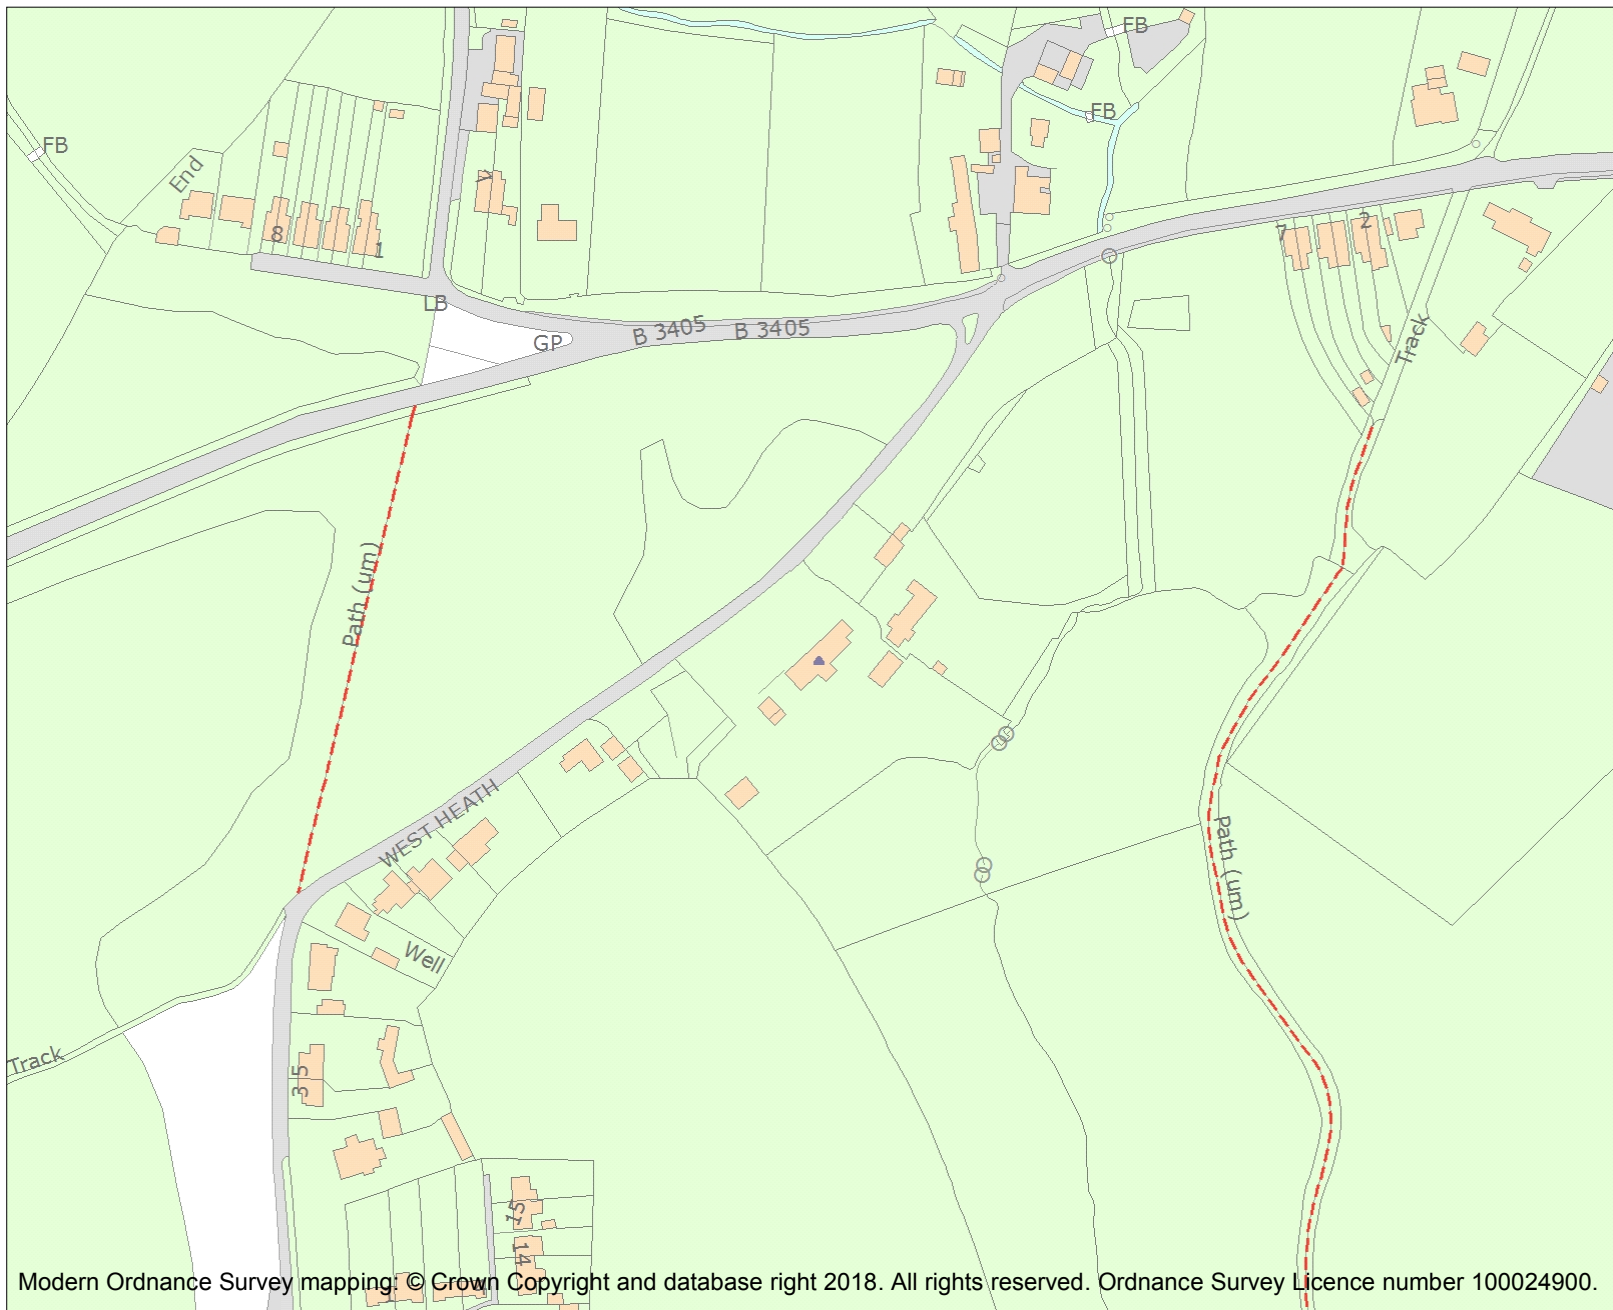 FB
FB
FB
End
8
1
2
7
LB
GP
B 3405
B 3405
Track
Path (um)
WEST HEATH
Path (um)
Well
Track
3 5
15
14
Modern Ordnance Survey mapping: © Crown Copyright and database right 2018. All rights reserved. Ordnance Survey Licence number 100024900.